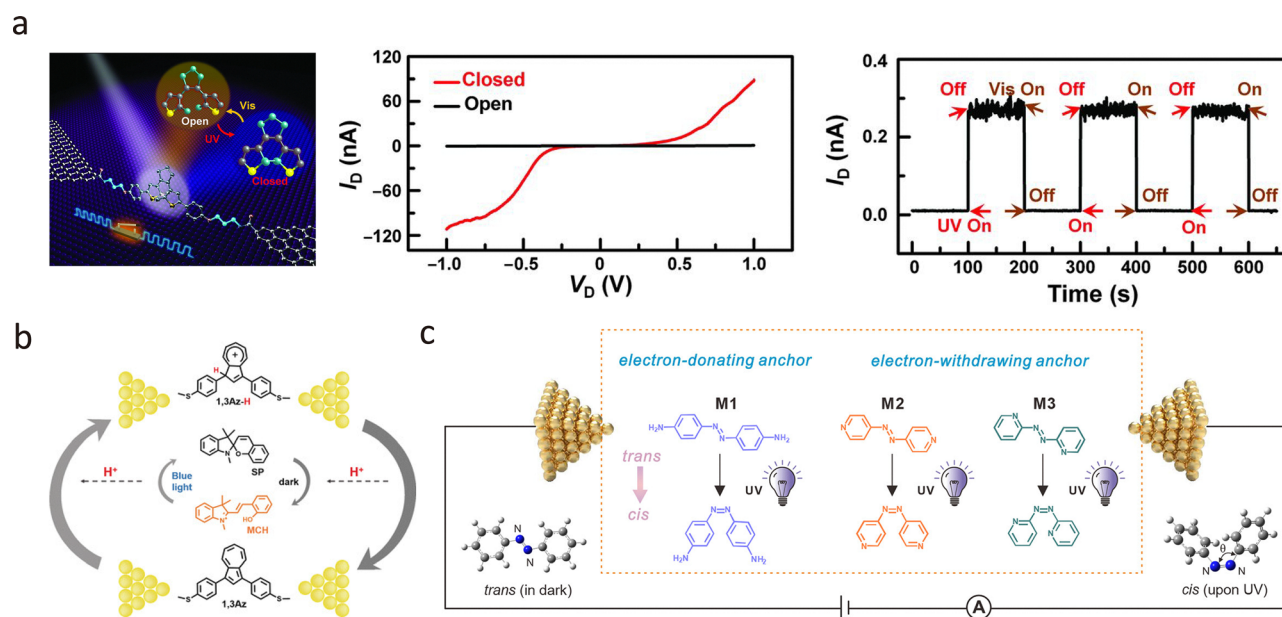 a
Open
Vis
UV
Closed
I_D (nA)
120
60
0
−60
−120
Closed
Open
−1.0
−0.5
0
0.5
1.0
V_D (V)
I_D (nA)
0.4
0.2
0.0
Off
Vis On
Off
On
Off
On
Off
Off
Off
UV On
On
On
0
100
200
300
400
500
600
Time (s)
b
+
H
S
S
1,3Az-H
N
O
SP
H⁺
Blue
light
dark
H⁺
N
+
HO
MCH
S
S
1,3Az
c
electron-donating anchor
electron-withdrawing anchor
M1
M2
M3
H₂N
N
N
NH₂
N
N
N
N
N
N
N
N
trans
cis
UV
UV
UV
N
N
H₂N
NH₂
N
N
N
N
N
N
N
N
N
N
trans (in dark)
θ
N
N
cis (upon UV)
A